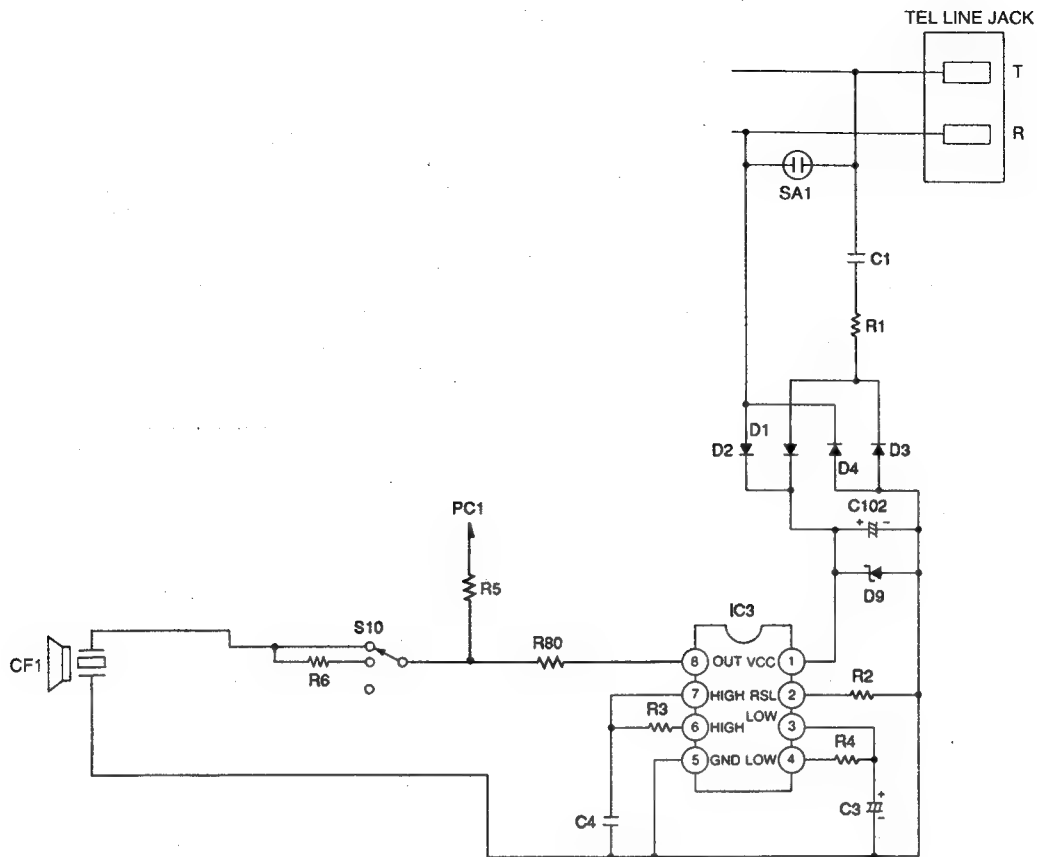 TEL LINE JACK
T
R
SA1
C1
R1
D1
D2
D4
D3
C102
+ -
D9
PC1
R5
IC3
S10
R80
CF1
R6
8 OUT VCC 1
R2
7 HIGH RSL 2
R3
LOW
6 HIGH 3
R4
5 GND LOW 4
C4
C3
+
-